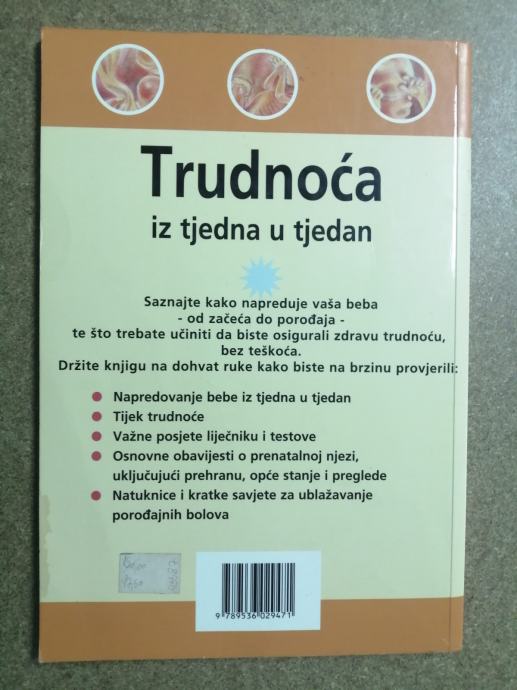 Trudnoća
iz tjedna u tjedan
Saznajte kako napreduje vaša beba
- od začeća do porođaja -
te što trebate učiniti da biste osigurali zdravu trudnoću,
bez teškoća.
Držite knjigu na dohvat ruke kako biste na brzinu provjerili:
Napredovanje bebe iz tjedna u tjedan
Tijek trudnoće
Važne posjete liječniku i testove
Osnovne obavijesti o prenatalnoj njezi,
uključujući prehranu, opće stanje i preglede
Natuknice i kratke savjete za ublažavanje
porođajnih bolova
9 789536 029471